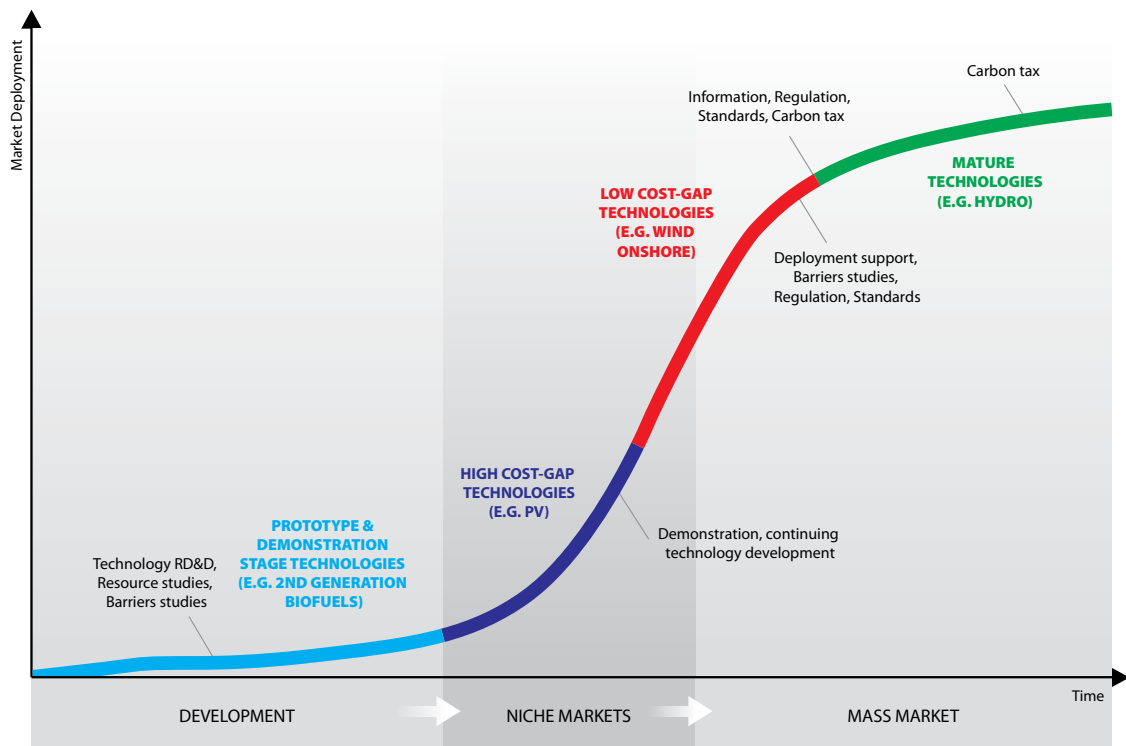 Market Deployment
Carbon tax
Information, Regulation,
Standards, Carbon tax
MATURE
TECHNOLOGIES
(E.G. HYDRO)
LOW COST-GAP
TECHNOLOGIES
(E.G. WIND
ONSHORE)
Deployment support,
Barriers studies,
Regulation, Standards
HIGH COST-GAP
TECHNOLOGIES
(E.G. PV)
Demonstration, continuing
technology development
PROTOTYPE &
DEMONSTRATION
STAGE TECHNOLOGIES
(E.G. 2ND GENERATION
BIOFUELS)
Technology RD&D,
Resource studies,
Barriers studies
Time
DEVELOPMENT
NICHE MARKETS
MASS MARKET